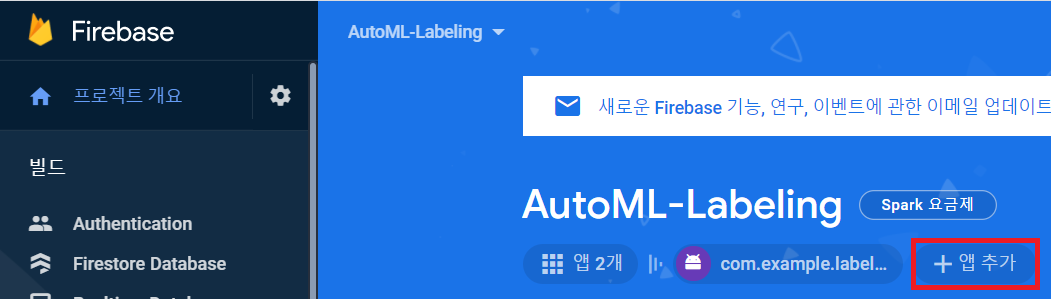 Firebase
AutoML-Labeling
프로젝트 개요
새로운 Firebase 기능, 연구, 이벤트에 관한 이메일 업데이트
빌드
AutoML-Labeling
Spark 요금제
Authentication
Firestore Database
앱 2개
com.example.label...
+ 앱 추가